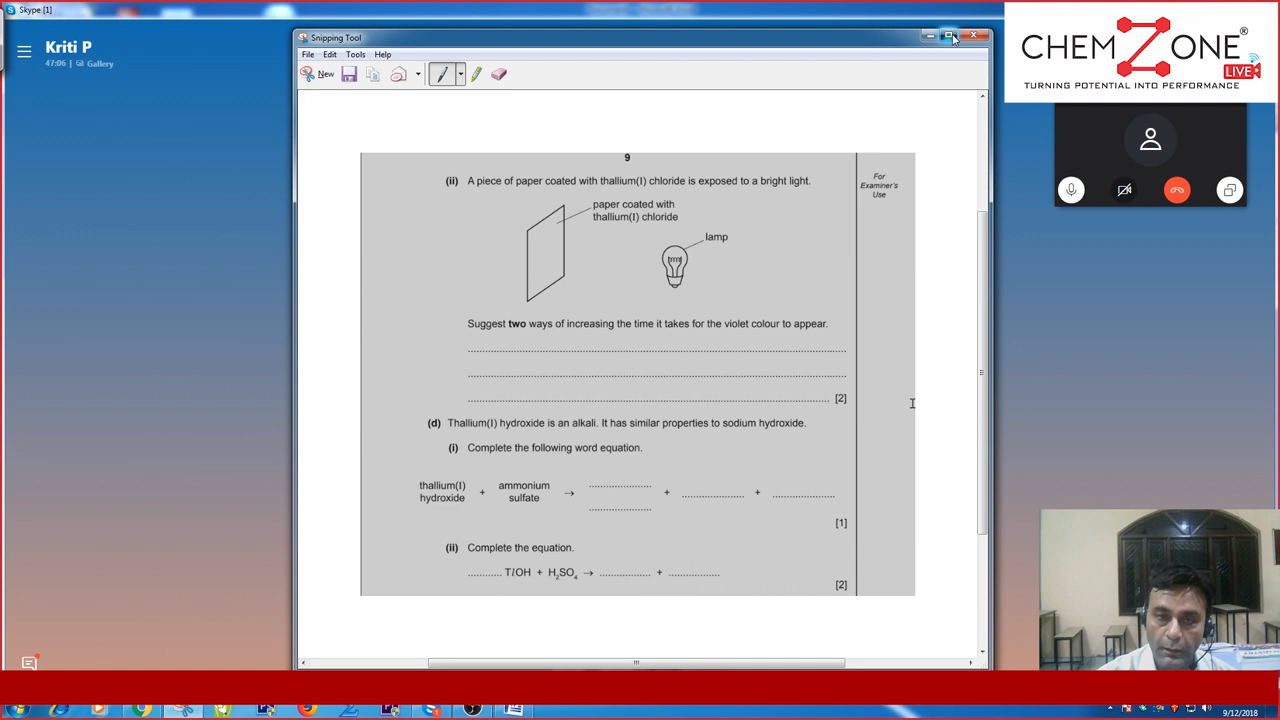 Skype [1]
Kriti P
47:06 | Gallery
Snipping Tool
File Edit Tools Help
New
CHEMZONE®
LIVE
TURNING POTENTIAL INTO PERFORMANCE
9
For
Examiner's
Use
(ii) A piece of paper coated with thallium(I) chloride is exposed to a bright light.
paper coated with
thallium(I) chloride
lamp
Suggest two ways of increasing the time it takes for the violet colour to appear.
[2]
(d) Thallium(I) hydroxide is an alkali. It has similar properties to sodium hydroxide.
(i) Complete the following word equation.
thallium(I) hydroxide + ammonium sulfate → .................... + .................... + ....................
[1]
(ii) Complete the equation.
........... TlOH + H₂SO₄ → ................. + .................
[2]
9/12/2018